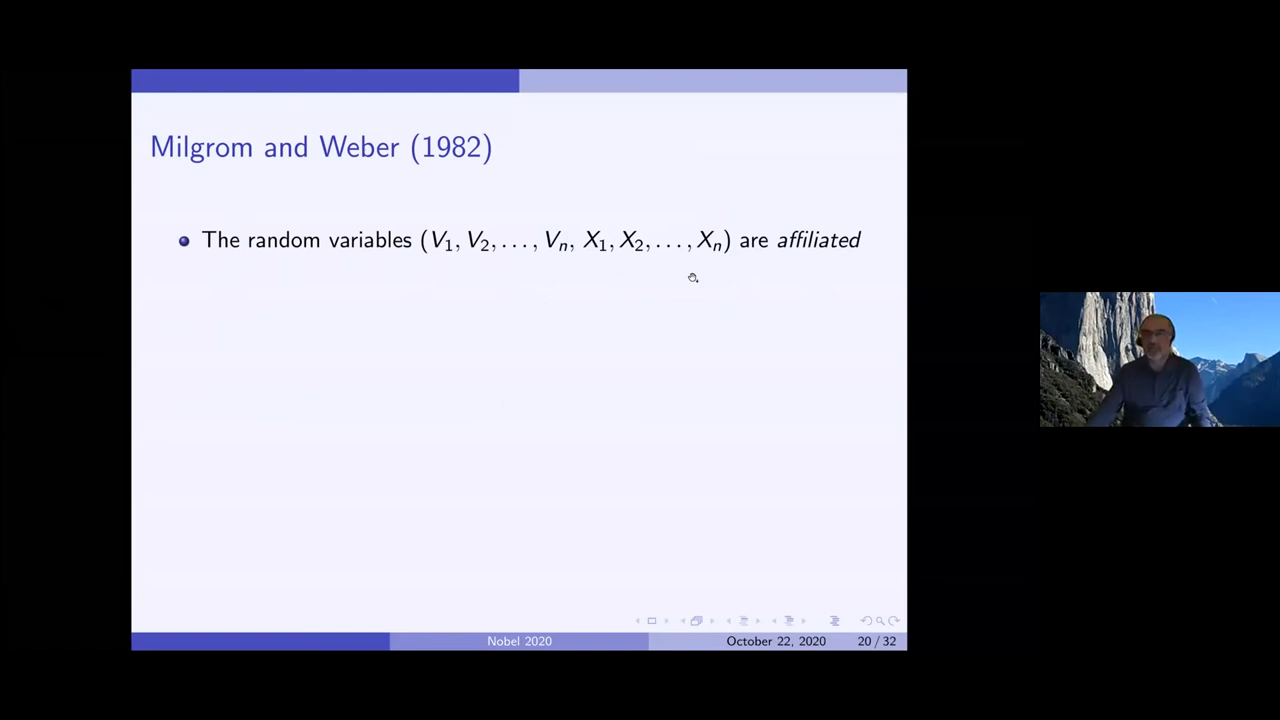 Milgrom and Weber (1982)
The random variables (V₁, V₂, . . . , Vₙ, X₁, X₂, . . . , Xₙ) are affiliated
Nobel 2020 October 22, 2020 20 / 32